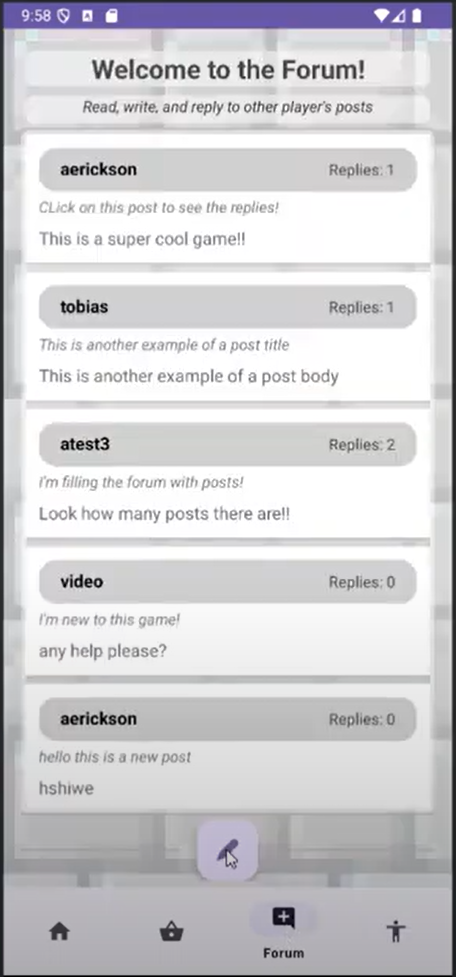 9:58
Welcome to the Forum!
Read, write, and reply to other player's posts
aerickson Replies: 1
CLick on this post to see the replies!
This is a super cool game!!
tobias Replies: 1
This is another example of a post title
This is another example of a post body
atest3 Replies: 2
I'm filling the forum with posts!
Look how many posts there are!!
video Replies: 0
I'm new to this game!
any help please?
aerickson Replies: 0
hello this is a new post
hshiwe
Forum